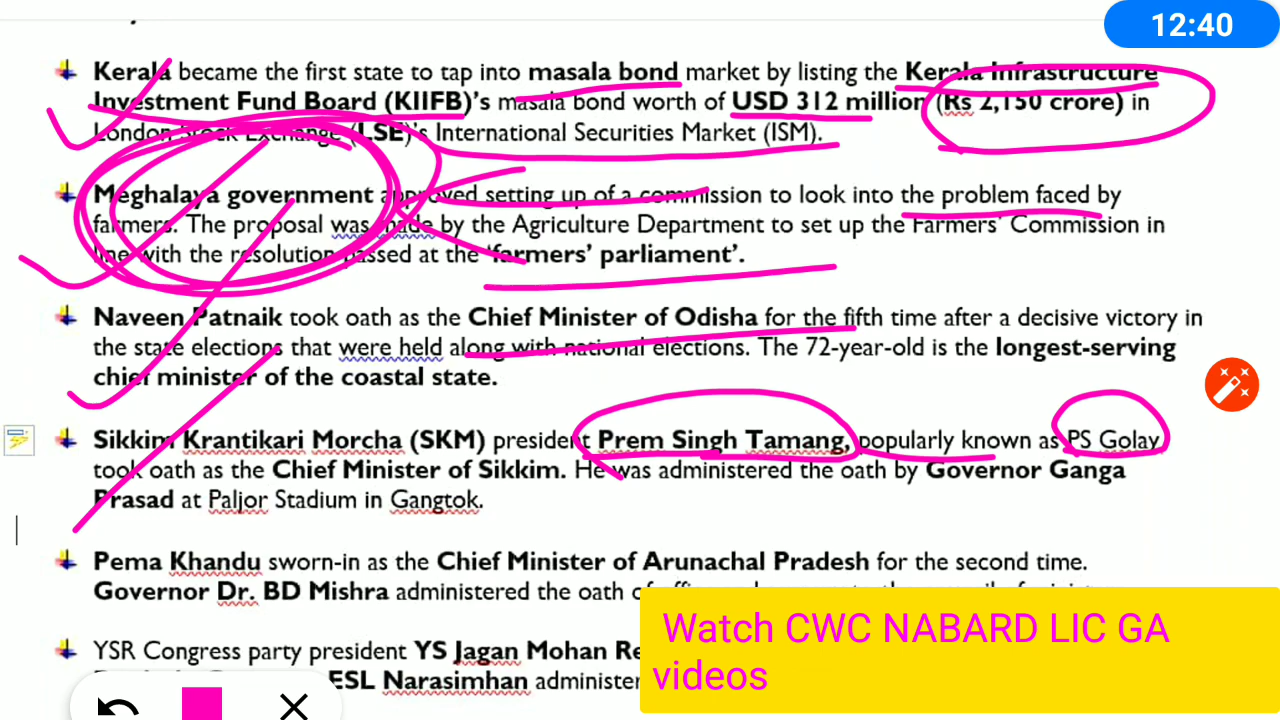 12:40
Kerala became the first state to tap into masala bond market by listing the Kerala Infrastructure
Investment Fund Board (KIIFB)'s masala bond worth of USD 312 million (Rs 2,150 crore) in
London Stock Exchange (LSE)'s International Securities Market (ISM).
Meghalaya government approved setting up of a commission to look into the problem faced by
farmers. The proposal was made by the Agriculture Department to set up the Farmers' Commission in
line with the resolution passed at the 'farmers' parliament'.
Naveen Patnaik took oath as the Chief Minister of Odisha for the fifth time after a decisive victory in
the state elections that were held along with national elections. The 72-year-old is the longest-serving
chief minister of the coastal state.
Sikkim Krantikari Morcha (SKM) president Prem Singh Tamang, popularly known as PS Golay
took oath as the Chief Minister of Sikkim. He was administered the oath by Governor Ganga
Prasad at Paljor Stadium in Gangtok.
Pema Khandu sworn-in as the Chief Minister of Arunachal Pradesh for the second time.
Governor Dr. BD Mishra administered the oath
YSR Congress party president YS Jagan Mohan
ESL Narasimhan
Watch CWC NABARD LIC GA
videos